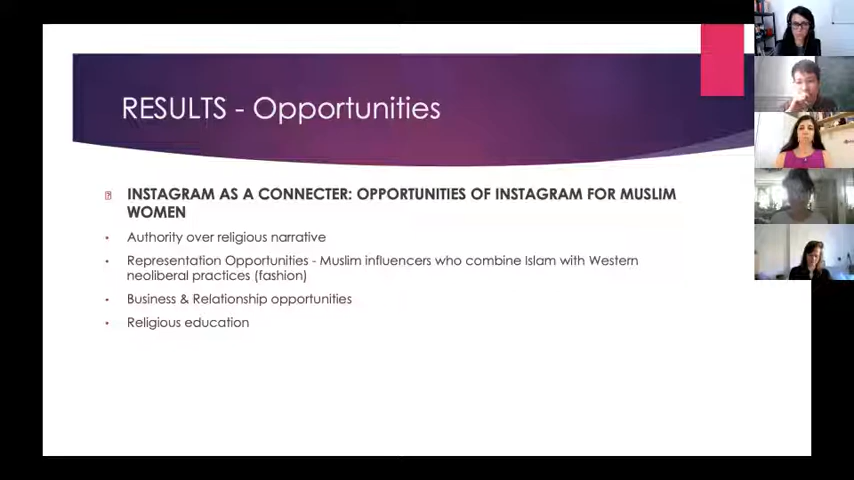 RESULTS - Opportunities
INSTAGRAM AS A CONNECTER: OPPORTUNITIES OF INSTAGRAM FOR MUSLIM
WOMEN
• Authority over religious narrative
• Representation Opportunities - Muslim influencers who combine Islam with Western
neoliberal practices (fashion)
• Business & Relationship opportunities
• Religious education